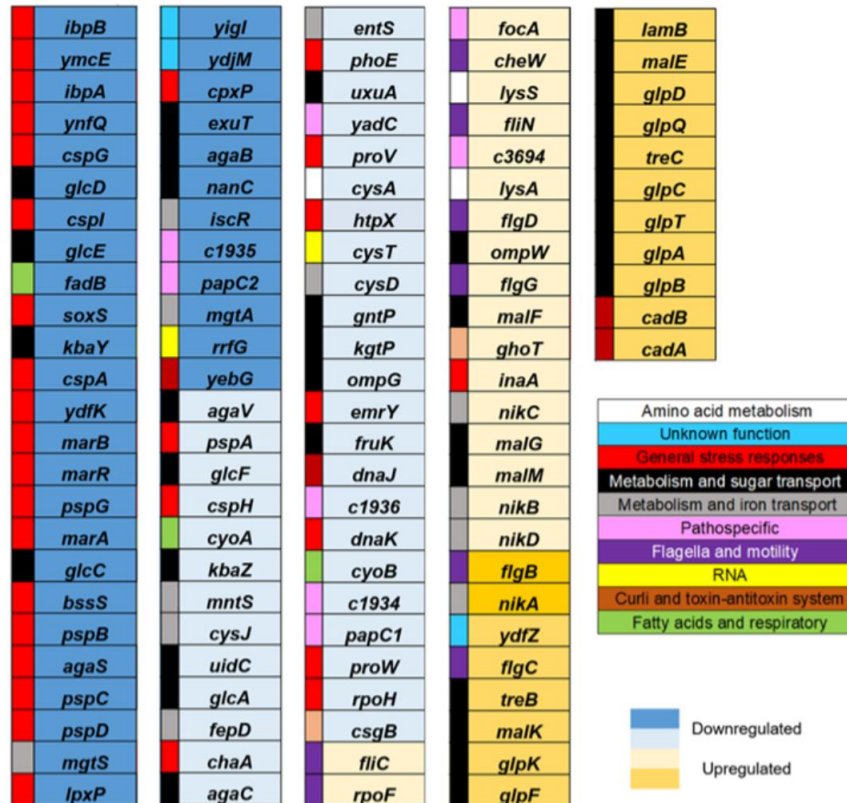 ibpB
ymcE
ibpA
ynfQ
cspG
glcD
cspI
glcE
fadB
soxS
kbaY
cspA
ydfK
marB
marR
pspG
marA
glcC
bssS
pspB
agaS
pspC
pspD
mgtS
lpxP
yigI
ydjM
cpxP
exuT
agaB
nanC
iscR
c1935
papC2
mgtA
rrfG
yebG
agaV
pspA
glcF
cspH
cyoA
kbaZ
mntS
cysJ
uidC
glcA
fepD
chaA
agaC
entS
phoE
uxuA
yadC
proV
cysA
htpX
cysT
cysD
gntP
kgtP
ompG
emrY
fruK
dnaJ
c1936
dnaK
cyoB
c1934
papC1
proW
rpoH
csgB
fliC
rpoF
focA
cheW
lysS
fliN
c3694
lysA
flgD
ompW
flgG
malF
ghoT
inaA
nikC
malG
malM
nikB
nikD
flgB
nikA
ydfZ
flgC
treB
malK
glpK
glpF
lamB
malE
glpD
glpQ
treC
glpC
glpT
glpA
glpB
cadB
cadA
Amino acid metabolism
Unknown function
General stress responses
Metabolism and sugar transport
Metabolism and iron transport
Pathospecific
Flagella and motility
RNA
Curli and toxin-antitoxin system
Fatty acids and respiratory
Downregulated
Upregulated